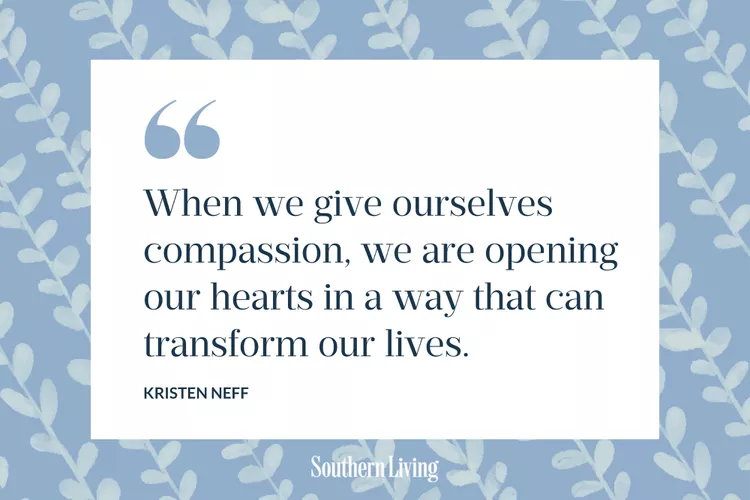 “
When we give ourselves
compassion, we are opening
our hearts in a way that can
transform our lives.
KRISTEN NEFF
Southern Living